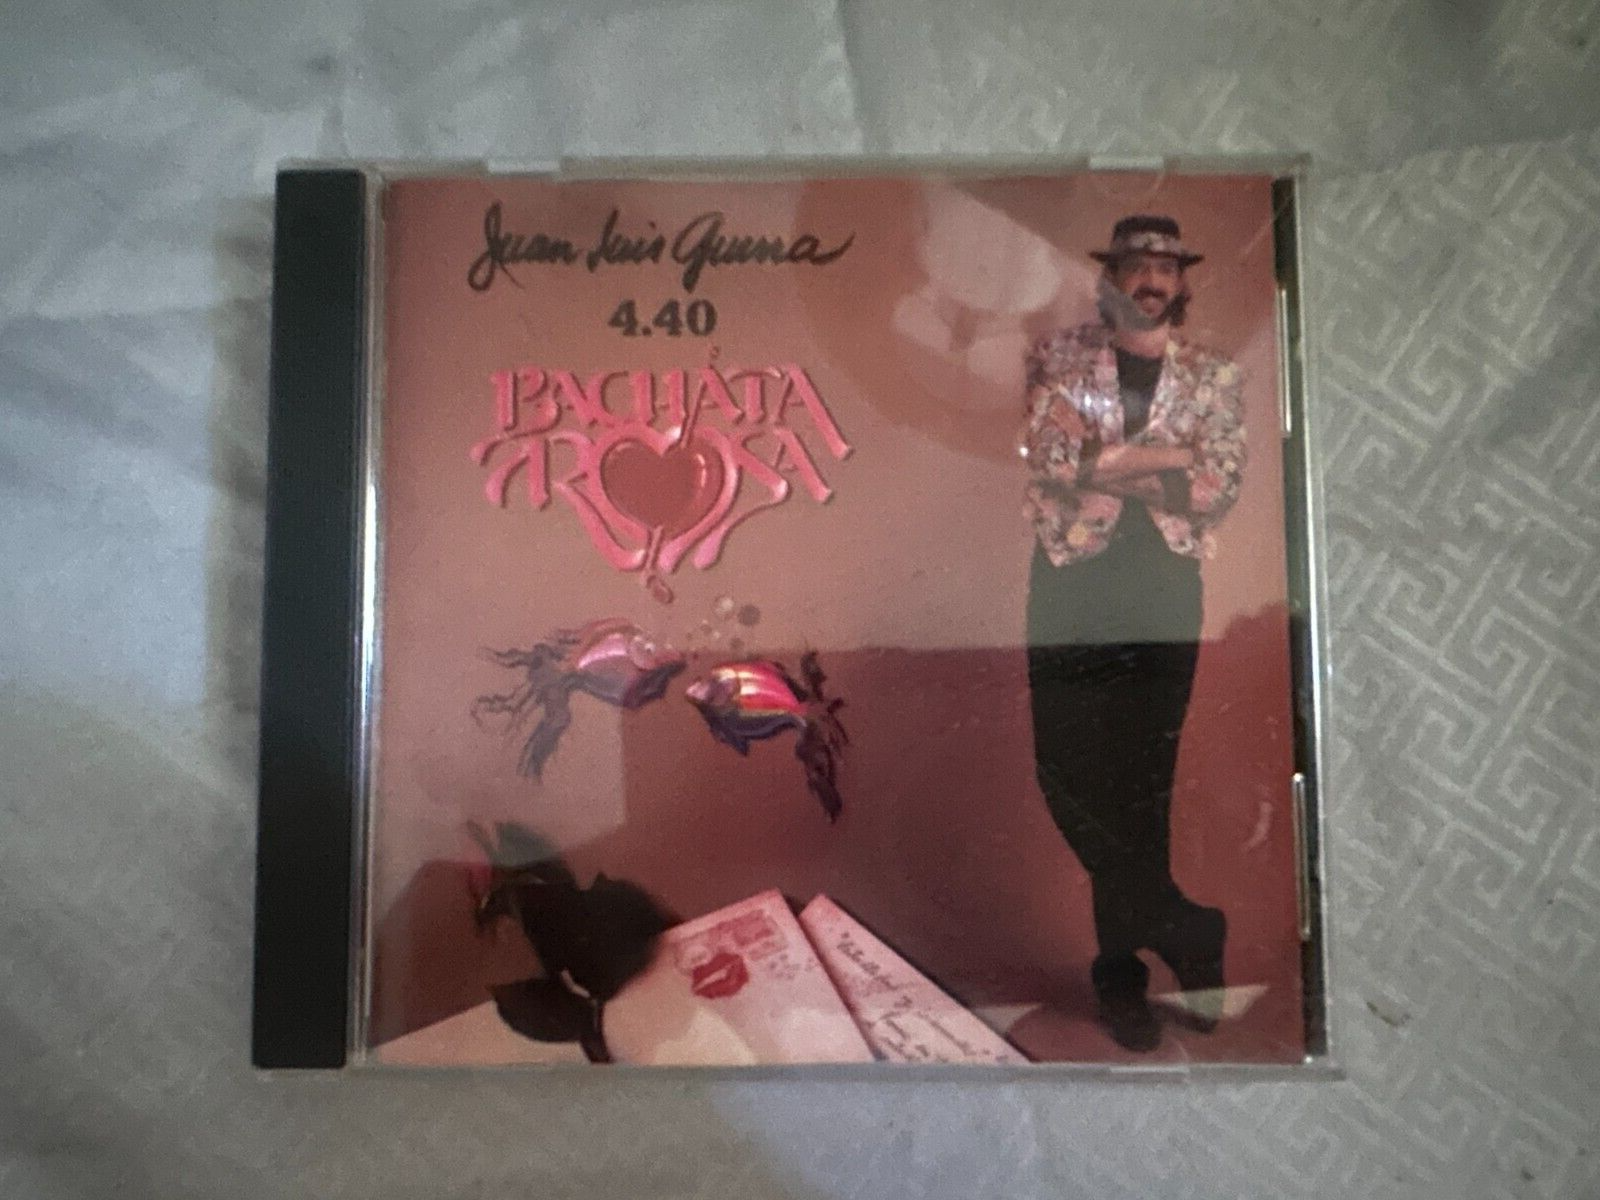 Juan Luis Guerra
4.40
BACHATA
ROSA